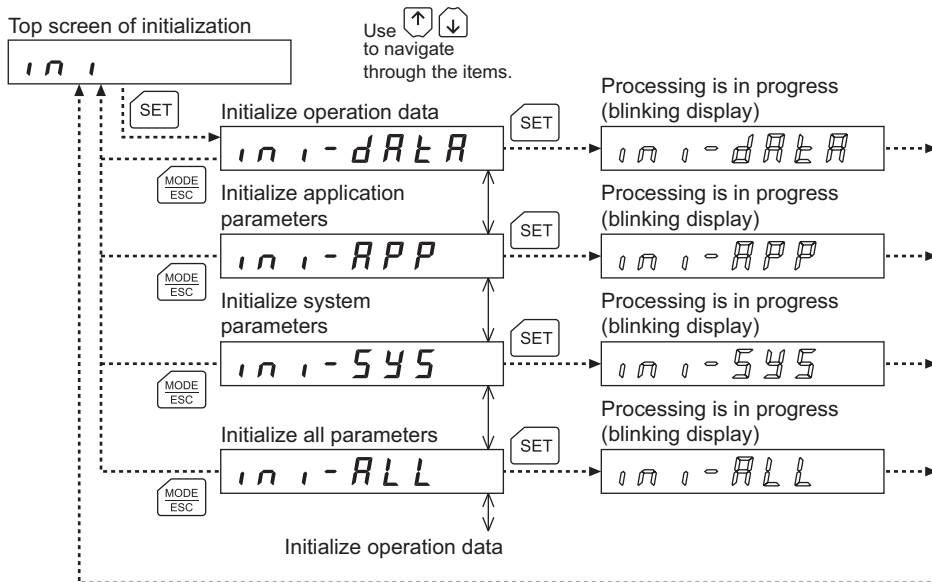 Top screen of initialization
ini
Use ↑ ↓
to navigate
through the items.
SET
Initialize operation data
ini-dAtA
MODE
ESC
SET
Processing is in progress
(blinking display)
ini-dAtA
Initialize application
parameters
ini-APP
MODE
ESC
SET
Processing is in progress
(blinking display)
ini-APP
Initialize system
parameters
ini-SYS
MODE
ESC
SET
Processing is in progress
(blinking display)
ini-SYS
Initialize all parameters
ini-ALL
MODE
ESC
SET
Processing is in progress
(blinking display)
ini-ALL
Initialize operation data